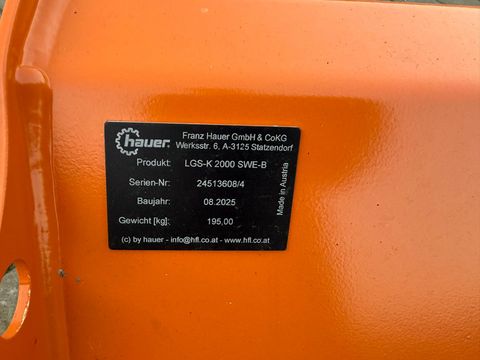 hauer
Franz Hauer GmbH & CoKG
Werksstr. 6, A-3125 Statzendorf
Produkt: LGS-K 2000 SWE-B
Serien-Nr: 24513608/4
Baujahr: 08.2025
Gewicht [kg]: 195,00
(c) by hauer - info@hfl.co.at - www.hfl.co.at
Made in Austria